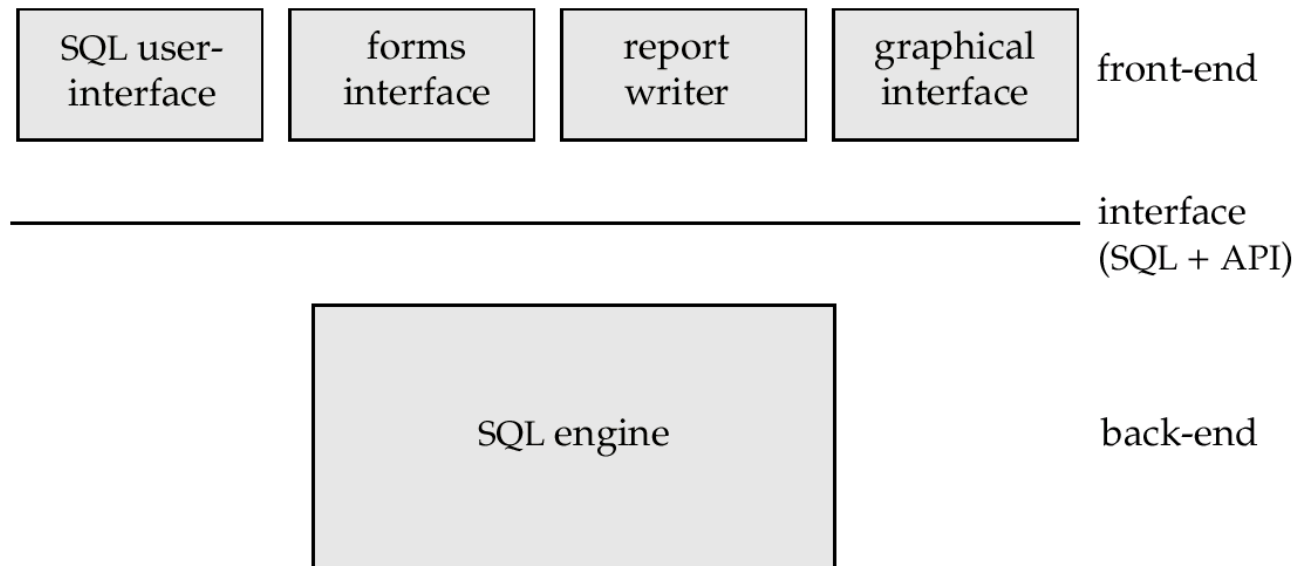 SQL user-
interface
forms
interface
report
writer
graphical
interface
front-end
interface
(SQL + API)
SQL engine
back-end